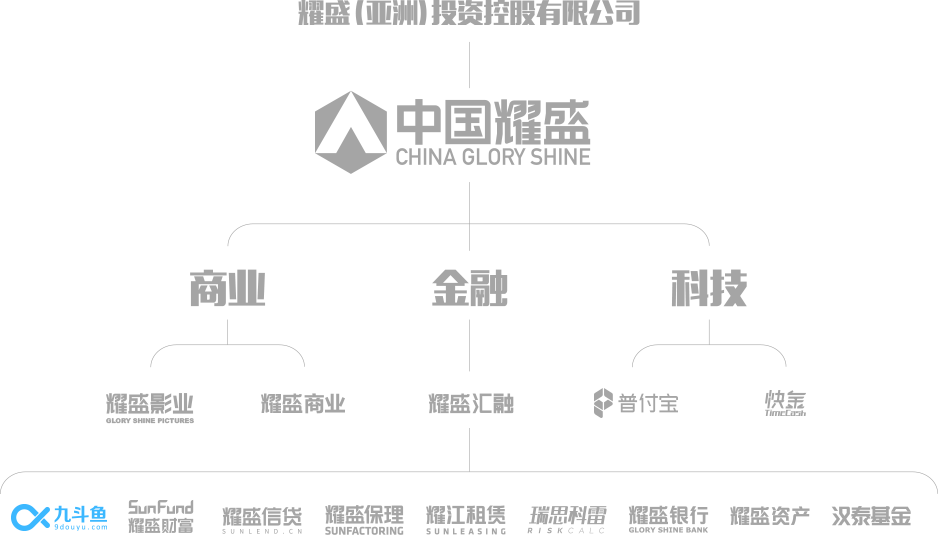 耀盛(亚洲)投资控股有限公司
中国耀盛
CHINA GLORY SHINE
商业
金融
科技
耀盛影业
GLORY SHINE PICTURES
耀盛商业
耀盛汇融
普付宝
快金
TimeCash
九斗鱼
9douyu.com
SunFund
耀盛财富
耀盛信贷
SUNLEND.CN
耀盛保理
SUNFACTORING
耀江租赁
SUNLEASING
瑞思科雷
RISKCALC
耀盛银行
GLORY SHINE BANK
耀盛资产
汉泰基金